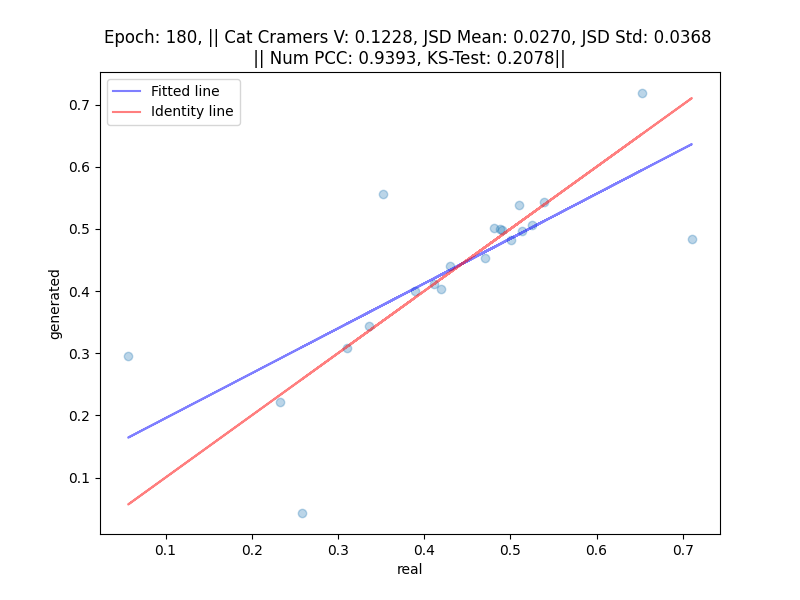 Epoch: 180, || Cat Cramers V: 0.1228, JSD Mean: 0.0270, JSD Std: 0.0368
|| Num PCC: 0.9393, KS-Test: 0.2078||
Fitted line
Identity line
0.7
0.6
0.5
0.4
0.3
0.2
0.1
generated
0.1 0.2 0.3 0.4 0.5 0.6 0.7
real